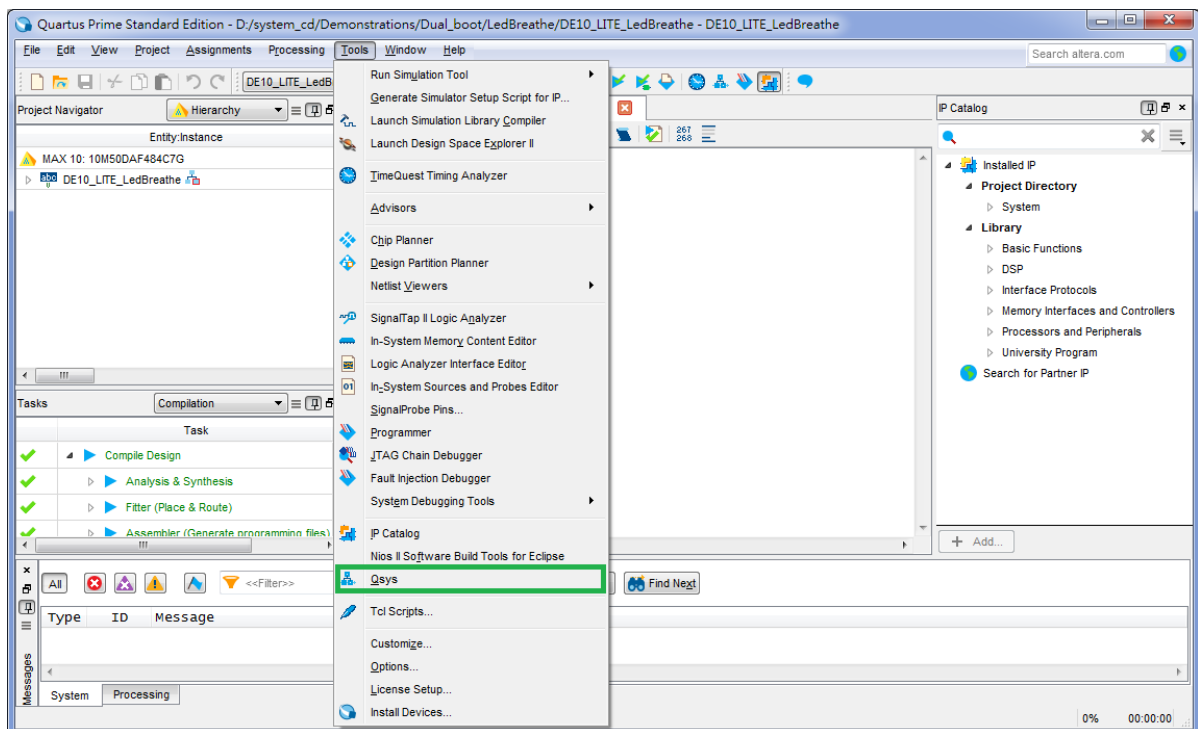 Quartus Prime Standard Edition - D:/system_cd/Demonstrations/Dual_boot/LedBreathe/DE10_LITE_LedBreathe - DE10_LITE_LedBreathe
File Edit View Project Assignments Processing Tools Window Help
Search altera.com
DE10_LITE_LedB
Project Navigator
Hierarchy
Entity:Instance
MAX 10: 10M50DAF484C7G
DE10_LITE_LedBreathe
Tasks
Compilation
Task
Compile Design
Analysis & Synthesis
Fitter (Place & Route)
Assembler (Generate programming files)
Run Simulation Tool
Generate Simulator Setup Script for IP...
Launch Simulation Library Compiler
Launch Design Space Explorer II
TimeQuest Timing Analyzer
Advisors
Chip Planner
Design Partition Planner
Netlist Viewers
SignalTap II Logic Analyzer
In-System Memory Content Editor
Logic Analyzer Interface Editor
In-System Sources and Probes Editor
SignalProbe Pins...
Programmer
JTAG Chain Debugger
Fault Injection Debugger
System Debugging Tools
IP Catalog
Nios II Software Build Tools for Eclipse
Qsys
Tcl Scripts...
Customize...
Options...
License Setup...
Install Devices...
267
268
IP Catalog
Installed IP
Project Directory
System
Library
Basic Functions
DSP
Interface Protocols
Memory Interfaces and Controllers
Processors and Peripherals
University Program
Search for Partner IP
+ Add...
All
<<Filter>>
Find Next
Type ID Message
Messages
System Processing
0% 00:00:00